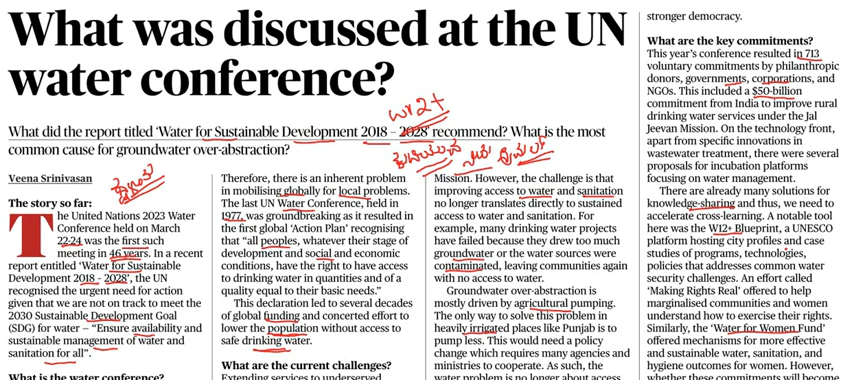 What was discussed at the UN
water conference?
What did the report titled ‘Water for Sustainable Development 2018 – 2028’ recommend? What is the most
common cause for groundwater over-abstraction?
Veena Srinivasan
The story so far:
The United Nations 2023 Water
Conference held on March
22-24 was the first such
meeting in 46 years. In a recent
report entitled ‘Water for Sustainable
Development 2018 - 2028’, the UN
recognised the urgent need for action
given that we are not on track to meet the
2030 Sustainable Development Goal
(SDG) for water – “Ensure availability and
sustainable management of water and
sanitation for all”.
What is the water conference?
Therefore, there is an inherent problem
in mobilising globally for local problems.
The last UN Water Conference, held in
1977, was groundbreaking as it resulted in
the first global ‘Action Plan’ recognising
that “all peoples, whatever their stage of
development and social and economic
conditions, have the right to have access
to drinking water in quantities and of a
quality equal to their basic needs.”
This declaration led to several decades
of global funding and concerted effort to
lower the population without access to
safe drinking water.
What are the current challenges?
Extending services to underserved
Mission. However, the challenge is that
improving access to water and sanitation
no longer translates directly to sustained
access to water and sanitation. For
example, many drinking water projects
have failed because they drew too much
groundwater or the water sources were
contaminated, leaving communities again
with no access to water.
Groundwater over-abstraction is
mostly driven by agricultural pumping.
The only way to solve this problem in
heavily irrigated places like Punjab is to
pump less. This would need a policy
change which requires many agencies and
ministries to cooperate. As such, the
water problem is no longer about access
stronger democracy.
What are the key commitments?
This year’s conference resulted in 713
voluntary commitments by philanthropic
donors, governments, corporations, and
NGOs. This included a $50-billion
commitment from India to improve rural
drinking water services under the Jal
Jeevan Mission. On the technology front,
apart from specific innovations in
wastewater treatment, there were several
proposals for incubation platforms
focusing on water management.
There are already many solutions for
knowledge-sharing and thus, we need to
accelerate cross-learning. A notable tool
here was the W12+ Blueprint, a UNESCO
platform hosting city profiles and case
studies of programs, technologies,
policies that addresses common water
security challenges. An effort called
‘Making Rights Real’ offered to help
marginalised communities and women
understand how to exercise their rights.
Similarly, the ‘Water for Women Fund’
offered mechanisms for more effective
and sustainable water, sanitation, and
hygiene outcomes for women. However,
whether these commitments will become